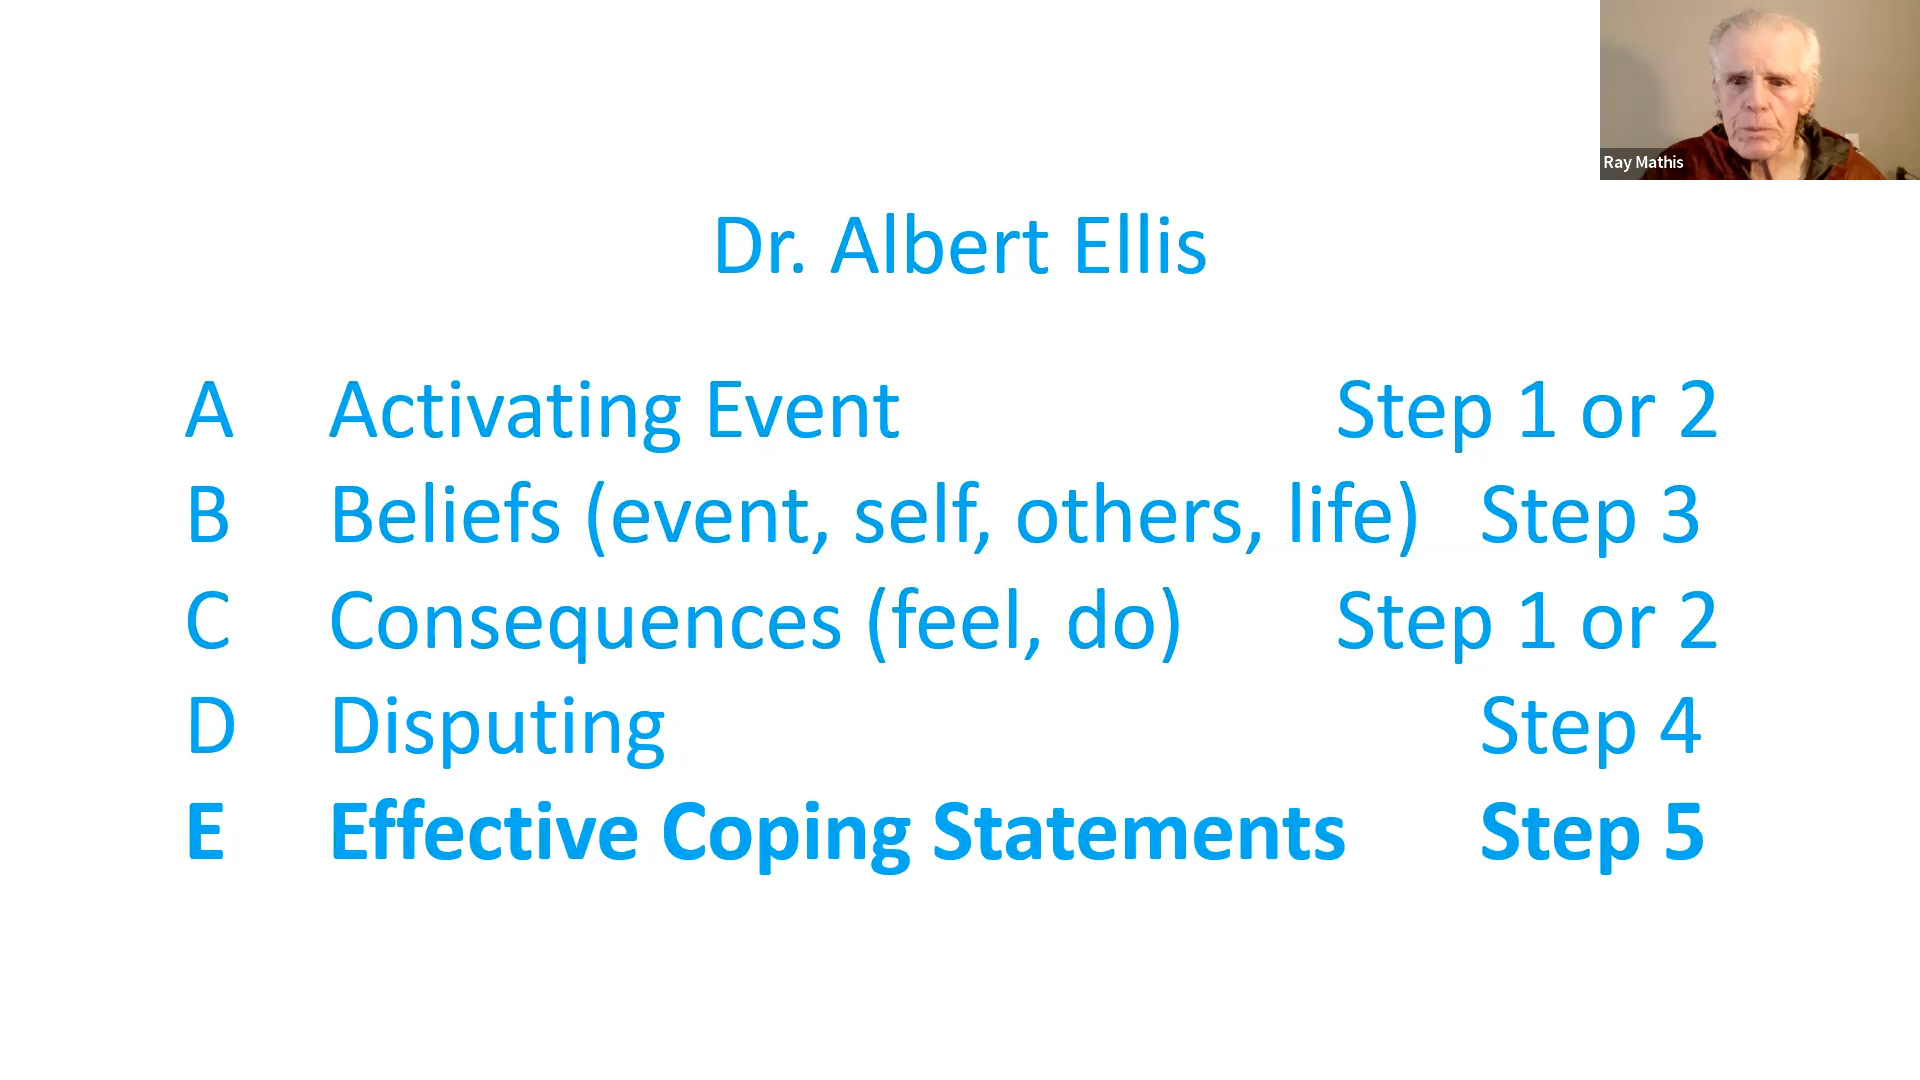 Ray Mathis
Dr. Albert Ellis
A Activating Event Step 1 or 2
B Beliefs (event, self, others, life) Step 3
C Consequences (feel, do) Step 1 or 2
D Disputing Step 4
E Effective Coping Statements Step 5